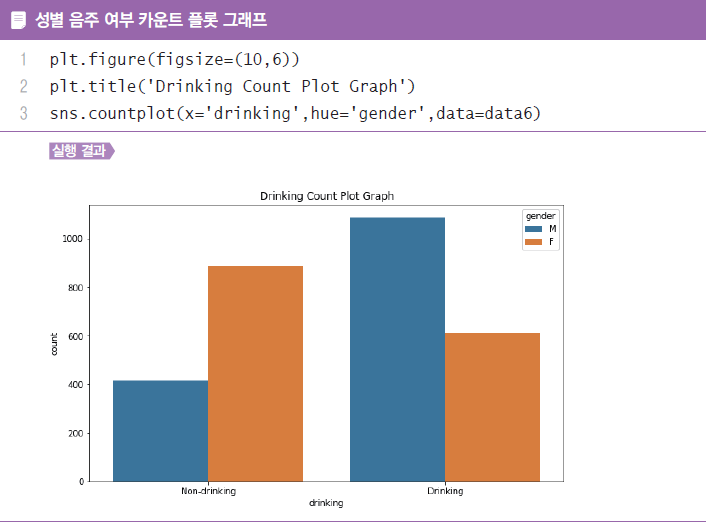 성별 음주 여부 카운트 플롯 그래프
1 plt.figure(figsize=(10,6))
2 plt.title('Drinking Count Plot Graph')
3 sns.countplot(x='drinking',hue='gender',data=data6)
실행 결과
Drinking Count Plot Graph
gender
M
F
1000
800
600
400
200
0
count
Non-drinking
Drinking
drinking